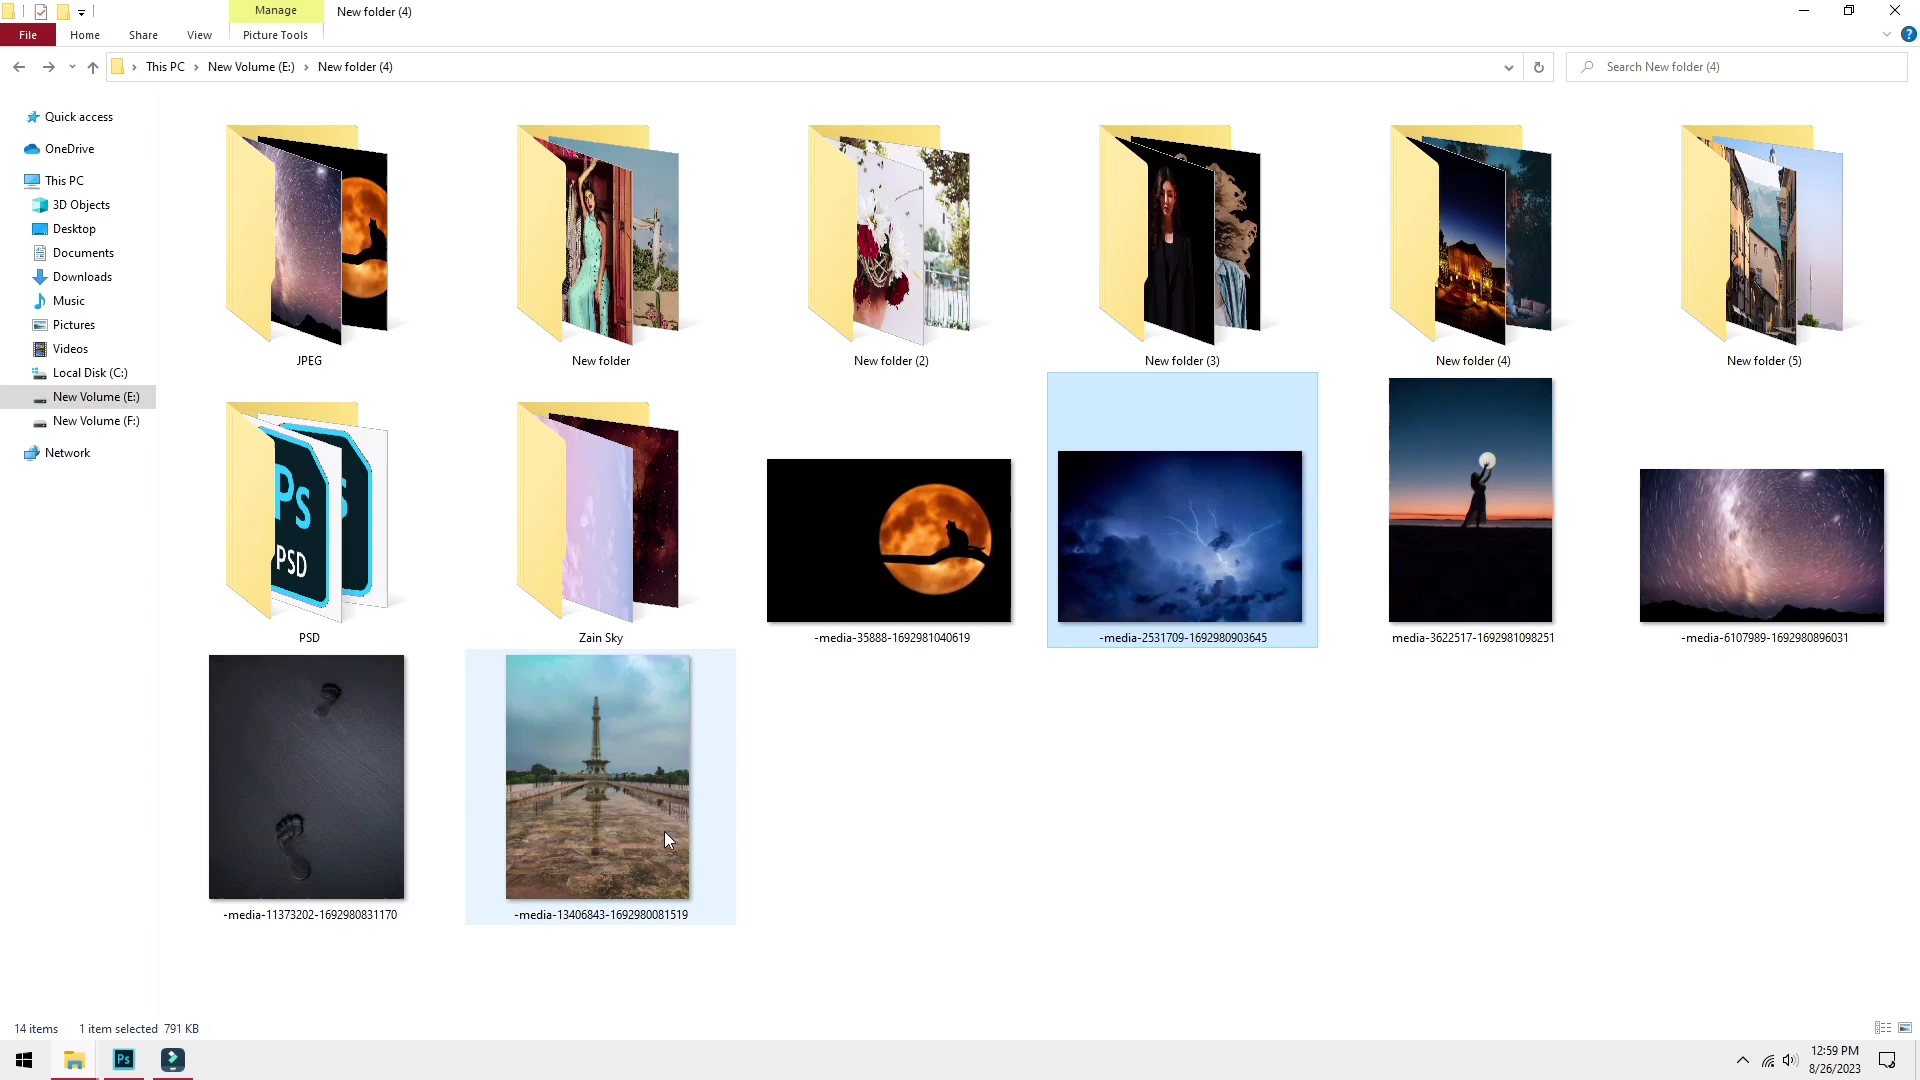 Manage
New folder (4)
File
Home
Share
View
Picture Tools
This PC
New Volume (E:)
New folder (4)
Search New folder (4)
Quick access
OneDrive
This PC
3D Objects
Desktop
Documents
Downloads
Music
Pictures
Videos
Local Disk (C:)
New Volume (E:)
New Volume (F:)
Network
JPEG
New folder
New folder (2)
New folder (3)
New folder (4)
New folder (5)
Ps
PSD
PSD
Zain Sky
-media-35888-1692981040619
-media-2531709-1692980903645
media-3622517-1692981098251
-media-6107989-1692980896031
-media-11373202-1692980831170
-media-13406843-1692980081519
14 items
1 item selected 791 KB
Ps
12:59 PM
8/26/2023